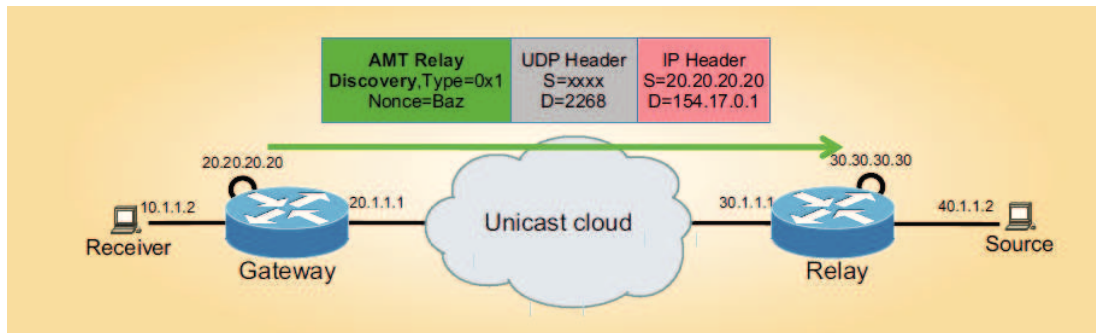 AMT Relay
Discovery,Type=0x1
Nonce=Baz
UDP Header
S=xxxx
D=2268
IP Header
S=20.20.20.20
D=154.17.0.1
20.20.20.20
30.30.30.30
10.1.1.2
20.1.1.1
Unicast cloud
30.1.1.1
40.1.1.2
Receiver
Gateway
Relay
Source